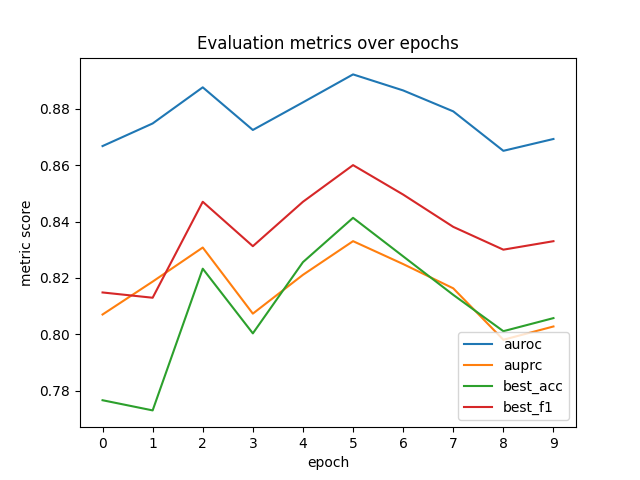 Evaluation metrics over epochs
metric score
0.88
0.86
0.84
0.82
0.80
0.78
auroc
auprc
best_acc
best_f1
0 1 2 3 4 5 6 7 8 9
epoch